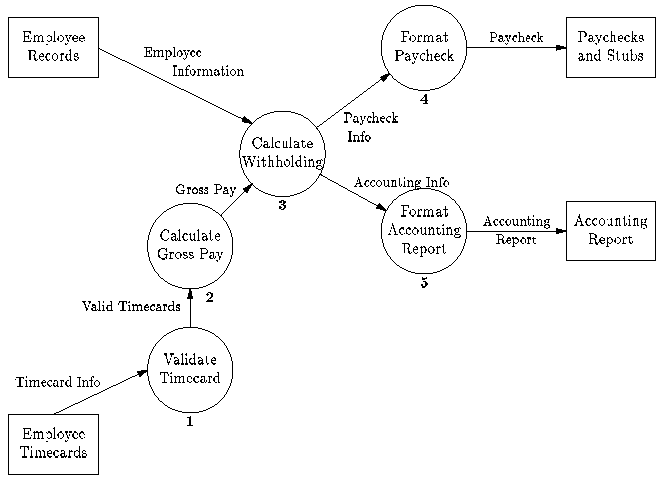 Employee
Records
Employee
Information
Format
Paycheck
4
Paycheck
Paychecks
and Stubs
Calculate
Withholding
3
Paycheck
Info
Gross Pay
Accounting Info
Calculate
Gross Pay
2
Format
Accounting
Report
5
Accounting
Report
Accounting
Report
Valid Timecards
Validate
Timecard
1
Timecard Info
Employee
Timecards